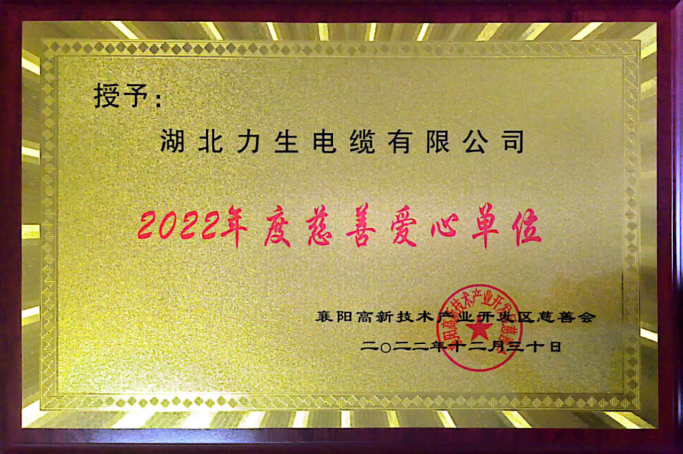 授予：
湖北力生电缆有限公司
2022年度慈善爱心单位
襄阳高新技术产业开发区慈善会
二〇二二年十二月三十日